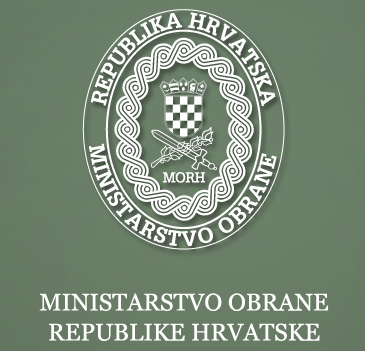 REPUBLIKA HRVATSKA
MORH
MINISTARSTVO OBRANE
MINISTARSTVO OBRANE
REPUBLIKE HRVATSKE